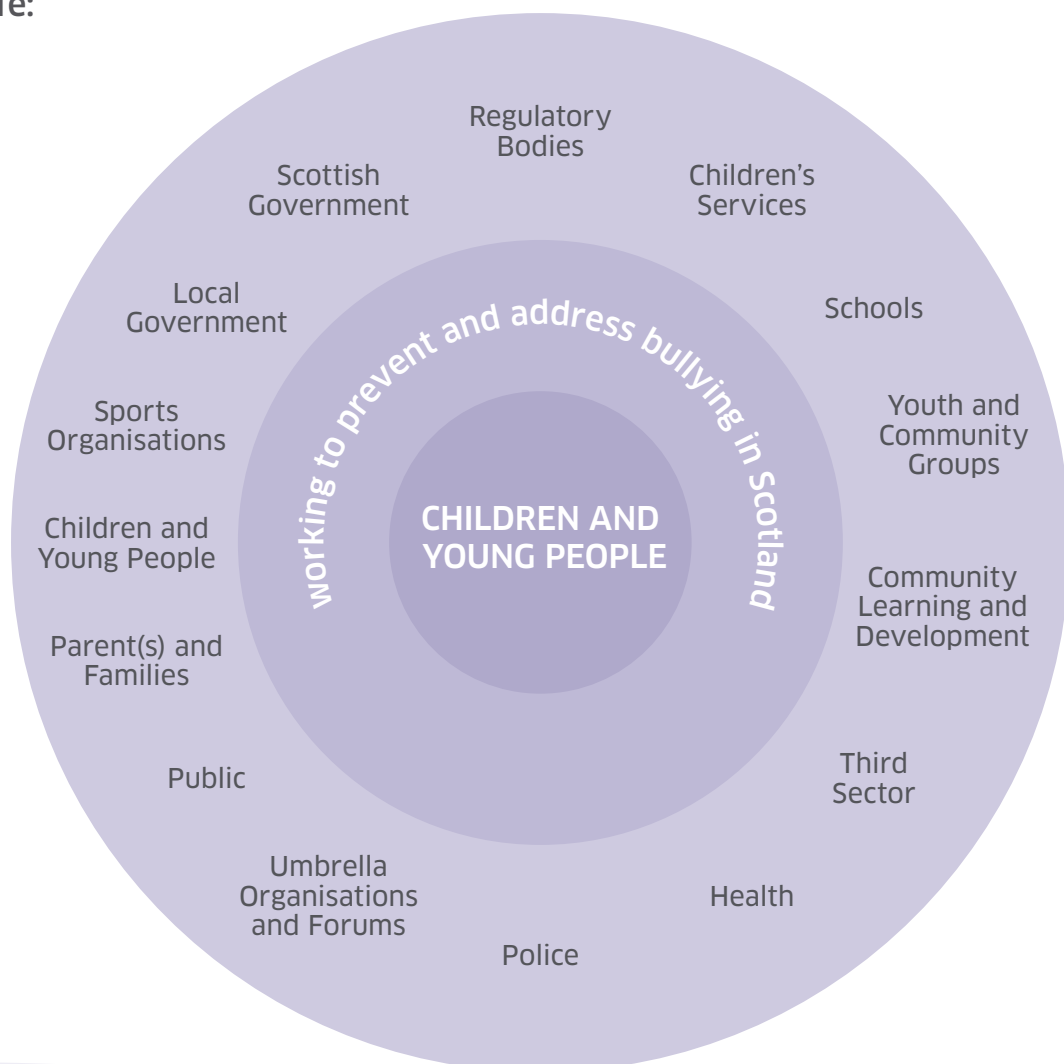 Regulatory
Bodies
Children's
Services
Schools
Youth and
Community
Groups
Community
Learning and
Development
Third
Sector
Health
Police
Umbrella
Organisations
and Forums
Public
Parent(s) and
Families
Children and
Young People
Sports
Organisations
Local
Government
Scottish
Government
working to prevent and address bullying in Scotland
CHILDREN AND
YOUNG PEOPLE